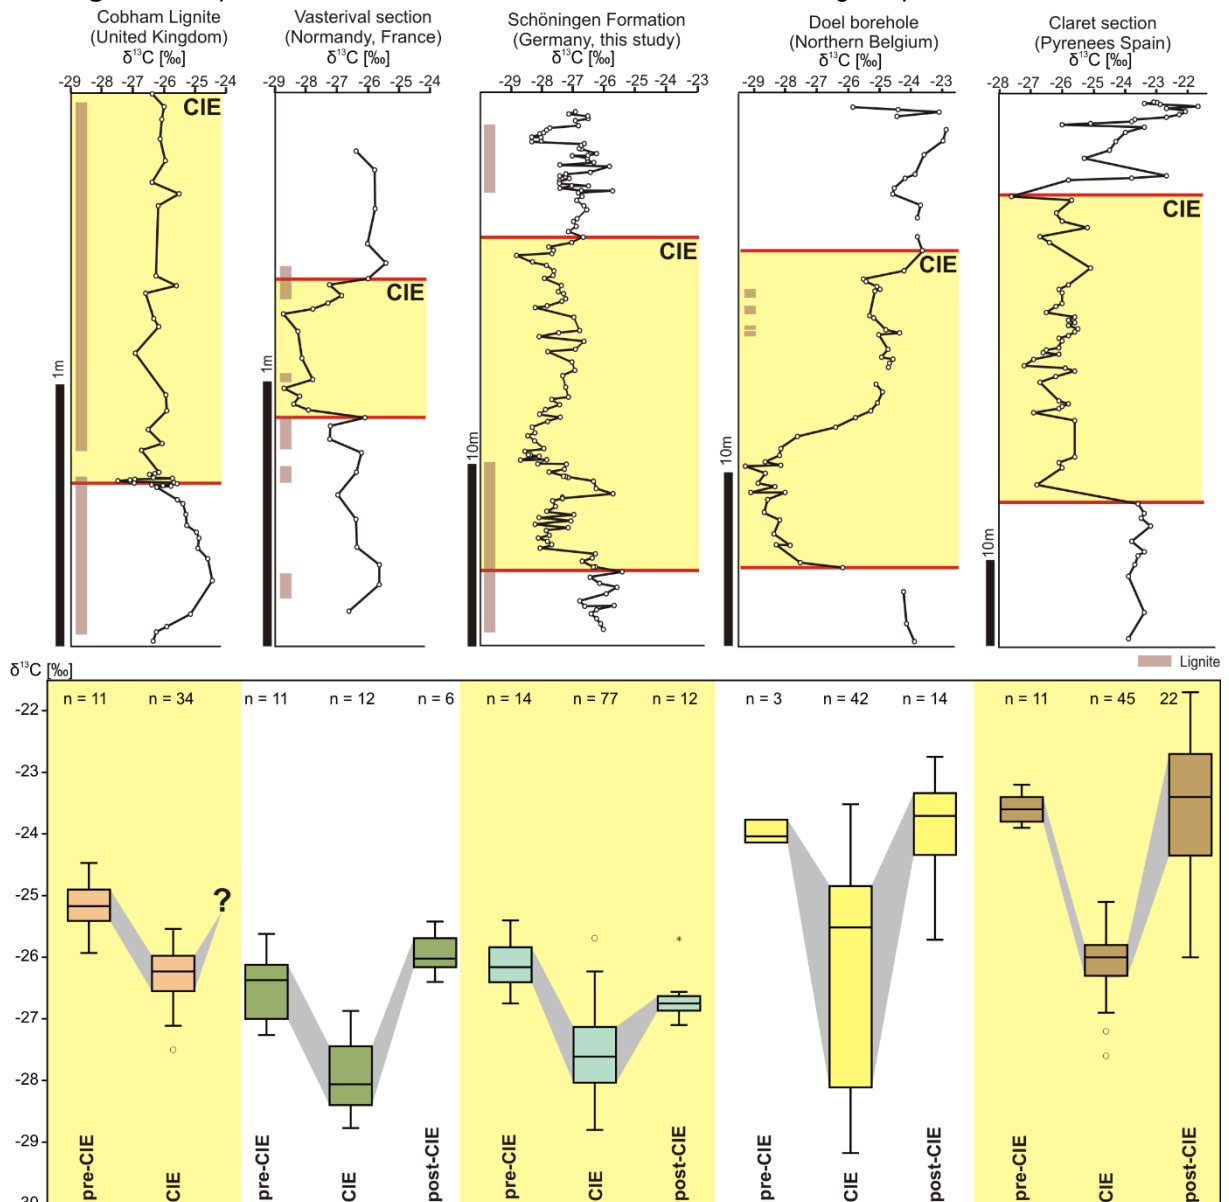 Cobham Lignite
(United Kingdom)
δ¹³C [‰]
-29 -28 -27 -26 -25 -24
Vasterival section
(Normandy, France)
δ¹³C [‰]
-28 -27 -26 -25 -24
Schöningen Formation
(Germany, this study)
δ¹³C [‰]
-29 -28 -27 -26 -25 -24 -23
Doel borehole
(Northern Belgium)
δ¹³C [‰]
-29 -28 -27 -26 -25 -24 -23
Claret section
(Pyrenees Spain)
δ¹³C [‰]
-27 -26 -25 -24 -23 -22
CIE
CIE
CIE
CIE
CIE
1m
1m
10m
10m
10m
Lignite
δ¹³C [‰]
n = 11 n = 34 n = 11 n = 12 n = 6 n = 14 n = 77 n = 12 n = 3 n = 42 n = 14 n = 11 n = 45 22
-22
-23
-24
-25
-26
-27
-28
-29
-30
?
pre-CIE CIE pre-CIE CIE post-CIE pre-CIE CIE post-CIE pre-CIE CIE post-CIE pre-CIE CIE post-CIE